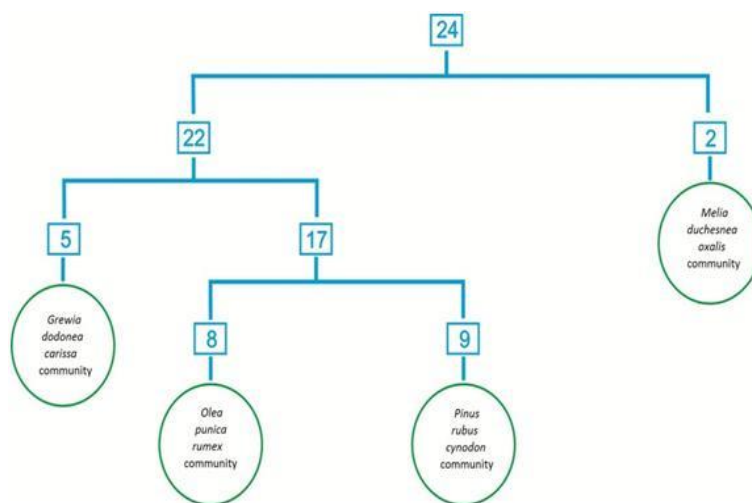 24
22
2
Melia
duchesnea
oxalis
community
5
17
Grewia
dodonea
carissa
community
8
9
Olea
punica
rumex
community
Pinus
rubus
cynodon
community